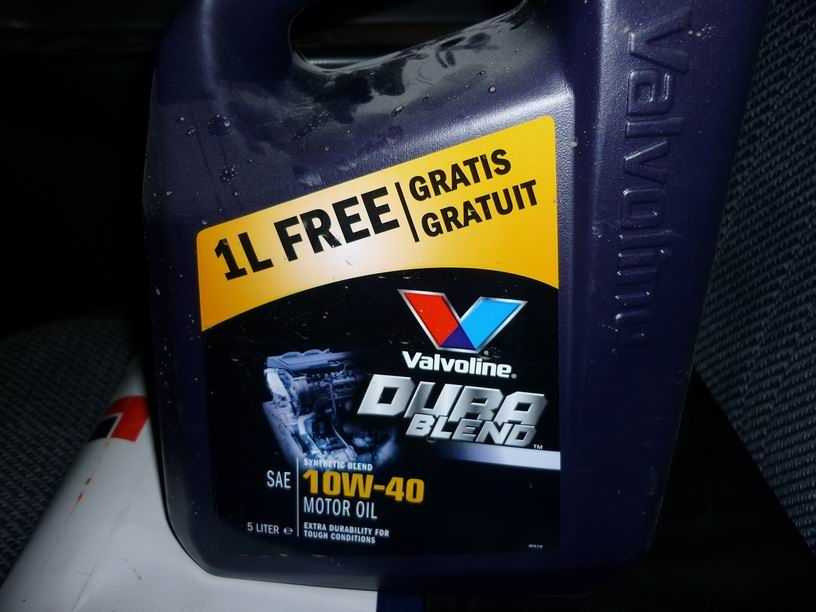 Valvoline
1L FREE
GRATIS
GRATUIT
Valvoline
DURA
BLEND™
SYNTHETIC BLEND
SAE 10W-40
MOTOR OIL
5 LITER e
EXTRA DURABILITY FOR
TOUGH CONDITIONS